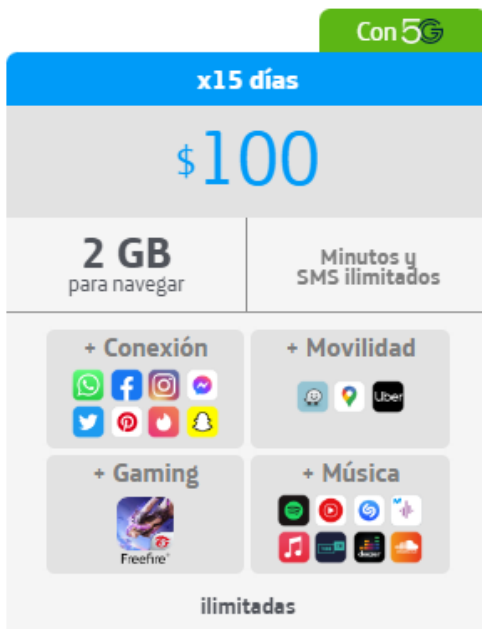 Con 5G
x15 días
$100
2 GB
para navegar
Minutos y
SMS ilimitados
+ Conexión
+ Movilidad
Uber
+ Gaming
Freefire
+ Música
ilimitadas